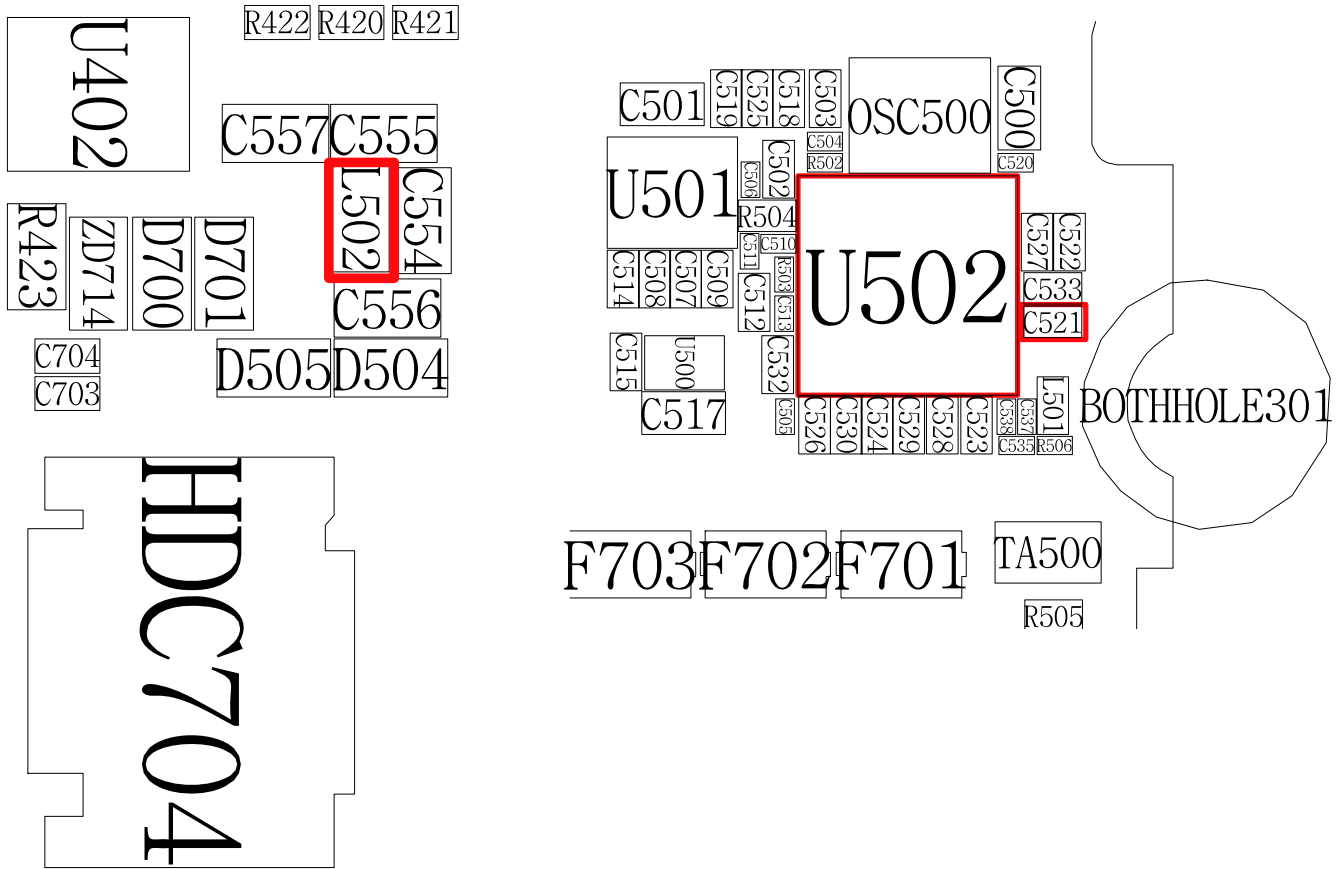 R422 R420 R421
U402
C557 C555
L502 C554
R423 ZD714 D700 D701
C556
C704
C703
D505 D504
HDC704
C501 C519 C525 C518 C503 OSC500 C500
C504
R502 C520
U501 C506 C502
R504
C511 C510
C514 C508 C507 C509 R503
C512 C513
U502
C527 C522
C533
C521
C515 U500 C532
C517 C505
C526 C530 C524 C529 C528 C523 C538 C537 L501
C535 R506
BOTHHOLE301
F703 F702 F701 TA500
R505